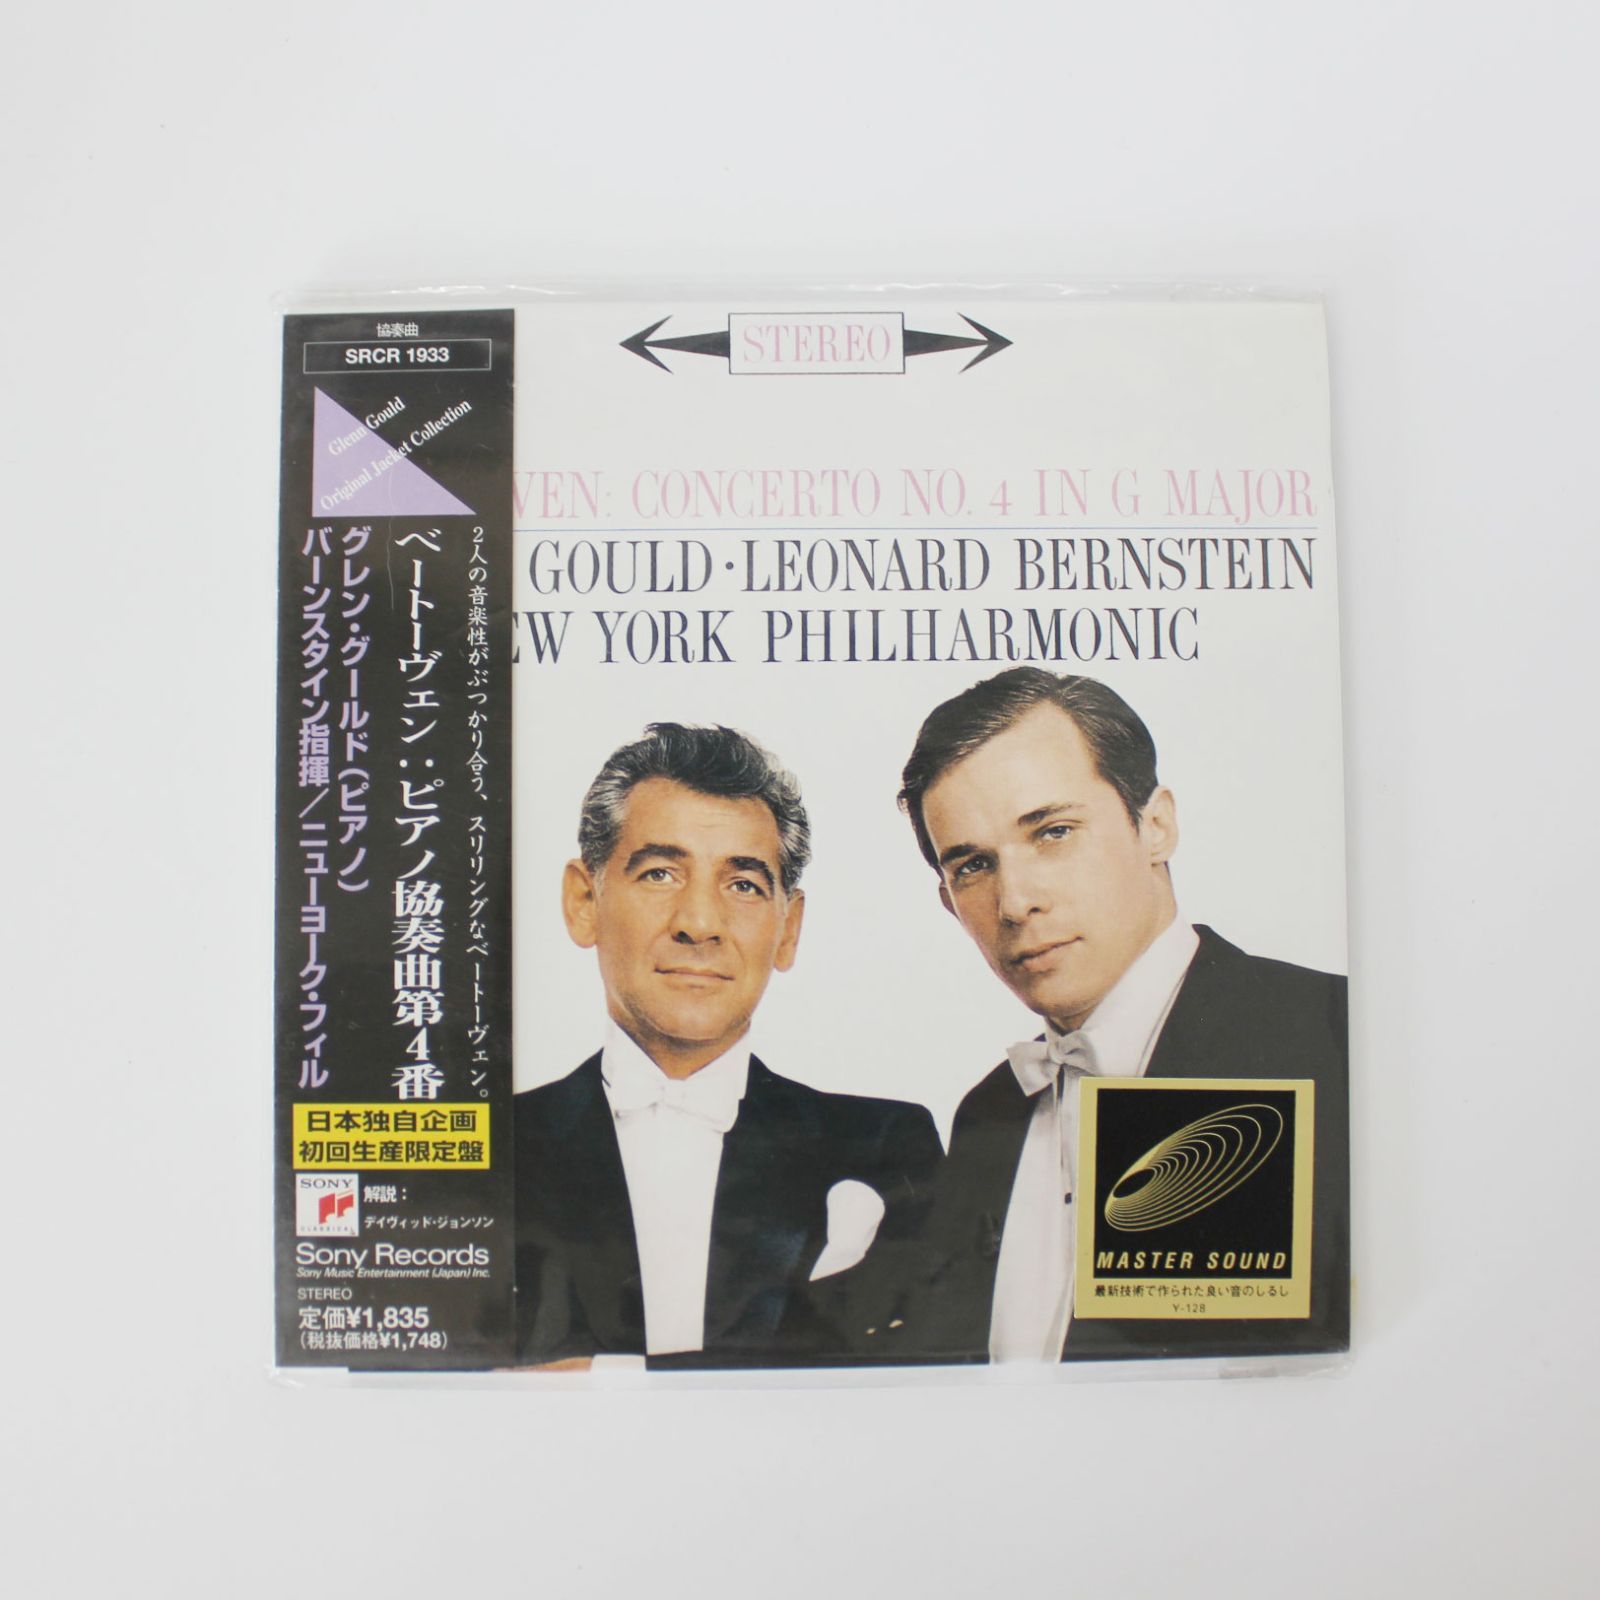 協奏曲
SRCR 1933
Glenn Gould
Original Jacket Collection
2人の音楽性がぶつかり合う、スリリングなベートーヴェン。
ベートーヴェン：ピアノ協奏曲第4番
グレン・グールド（ピアノ）
バーンスタイン指揮／ニューヨーク・フィル
日本独自企画
初回生産限定盤
SONY
CLASSICAL
解説：
デイヴィッド・ジョンソン
Sony Records
Sony Music Entertainment (Japan) Inc.
STEREO
定価¥1,835
(税抜価格¥1,748)
STEREO
VEN: CONCERTO NO. 4 IN G MAJOR
GOULD·LEONARD BERNSTEIN
EW YORK PHILHARMONIC
MASTER SOUND
最新技術で作られた良い音のしるし
Y-128